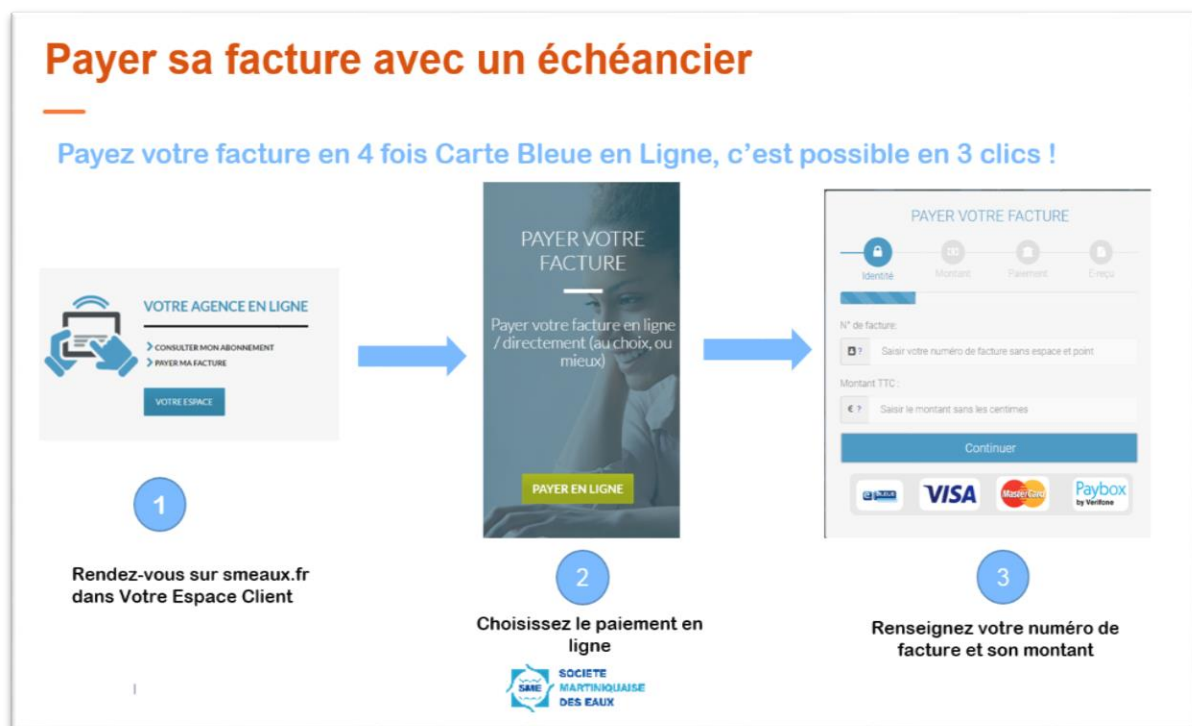 Payer sa facture avec un échéancier
Payez votre facture en 4 fois Carte Bleue en Ligne, c'est possible en 3 clics !
VOTRE AGENCE EN LIGNE
CONSULTER MON ABONNEMENT
PAYER MA FACTURE
VOTRE ESPACE
1
Rendez-vous sur smeaux.fr
dans Votre Espace Client
PAYER VOTRE
FACTURE
Payer votre facture en ligne
/ directement (au choix, ou
mieux)
PAYER EN LIGNE
2
Choisissez le paiement en
ligne
PAYER VOTRE FACTURE
Identité Montant Paiement E-reçu
N° de facture:
? Saisir votre numéro de facture sans espace et point
Montant TTC :
€ ? Saisir le montant sans les centimes
Continuer
e BLEUE VISA MasterCard Paybox
by Verifone
3
Renseignez votre numéro de
facture et son montant
SME
SOCIETE
MARTINIQUAISE
DES EAUX